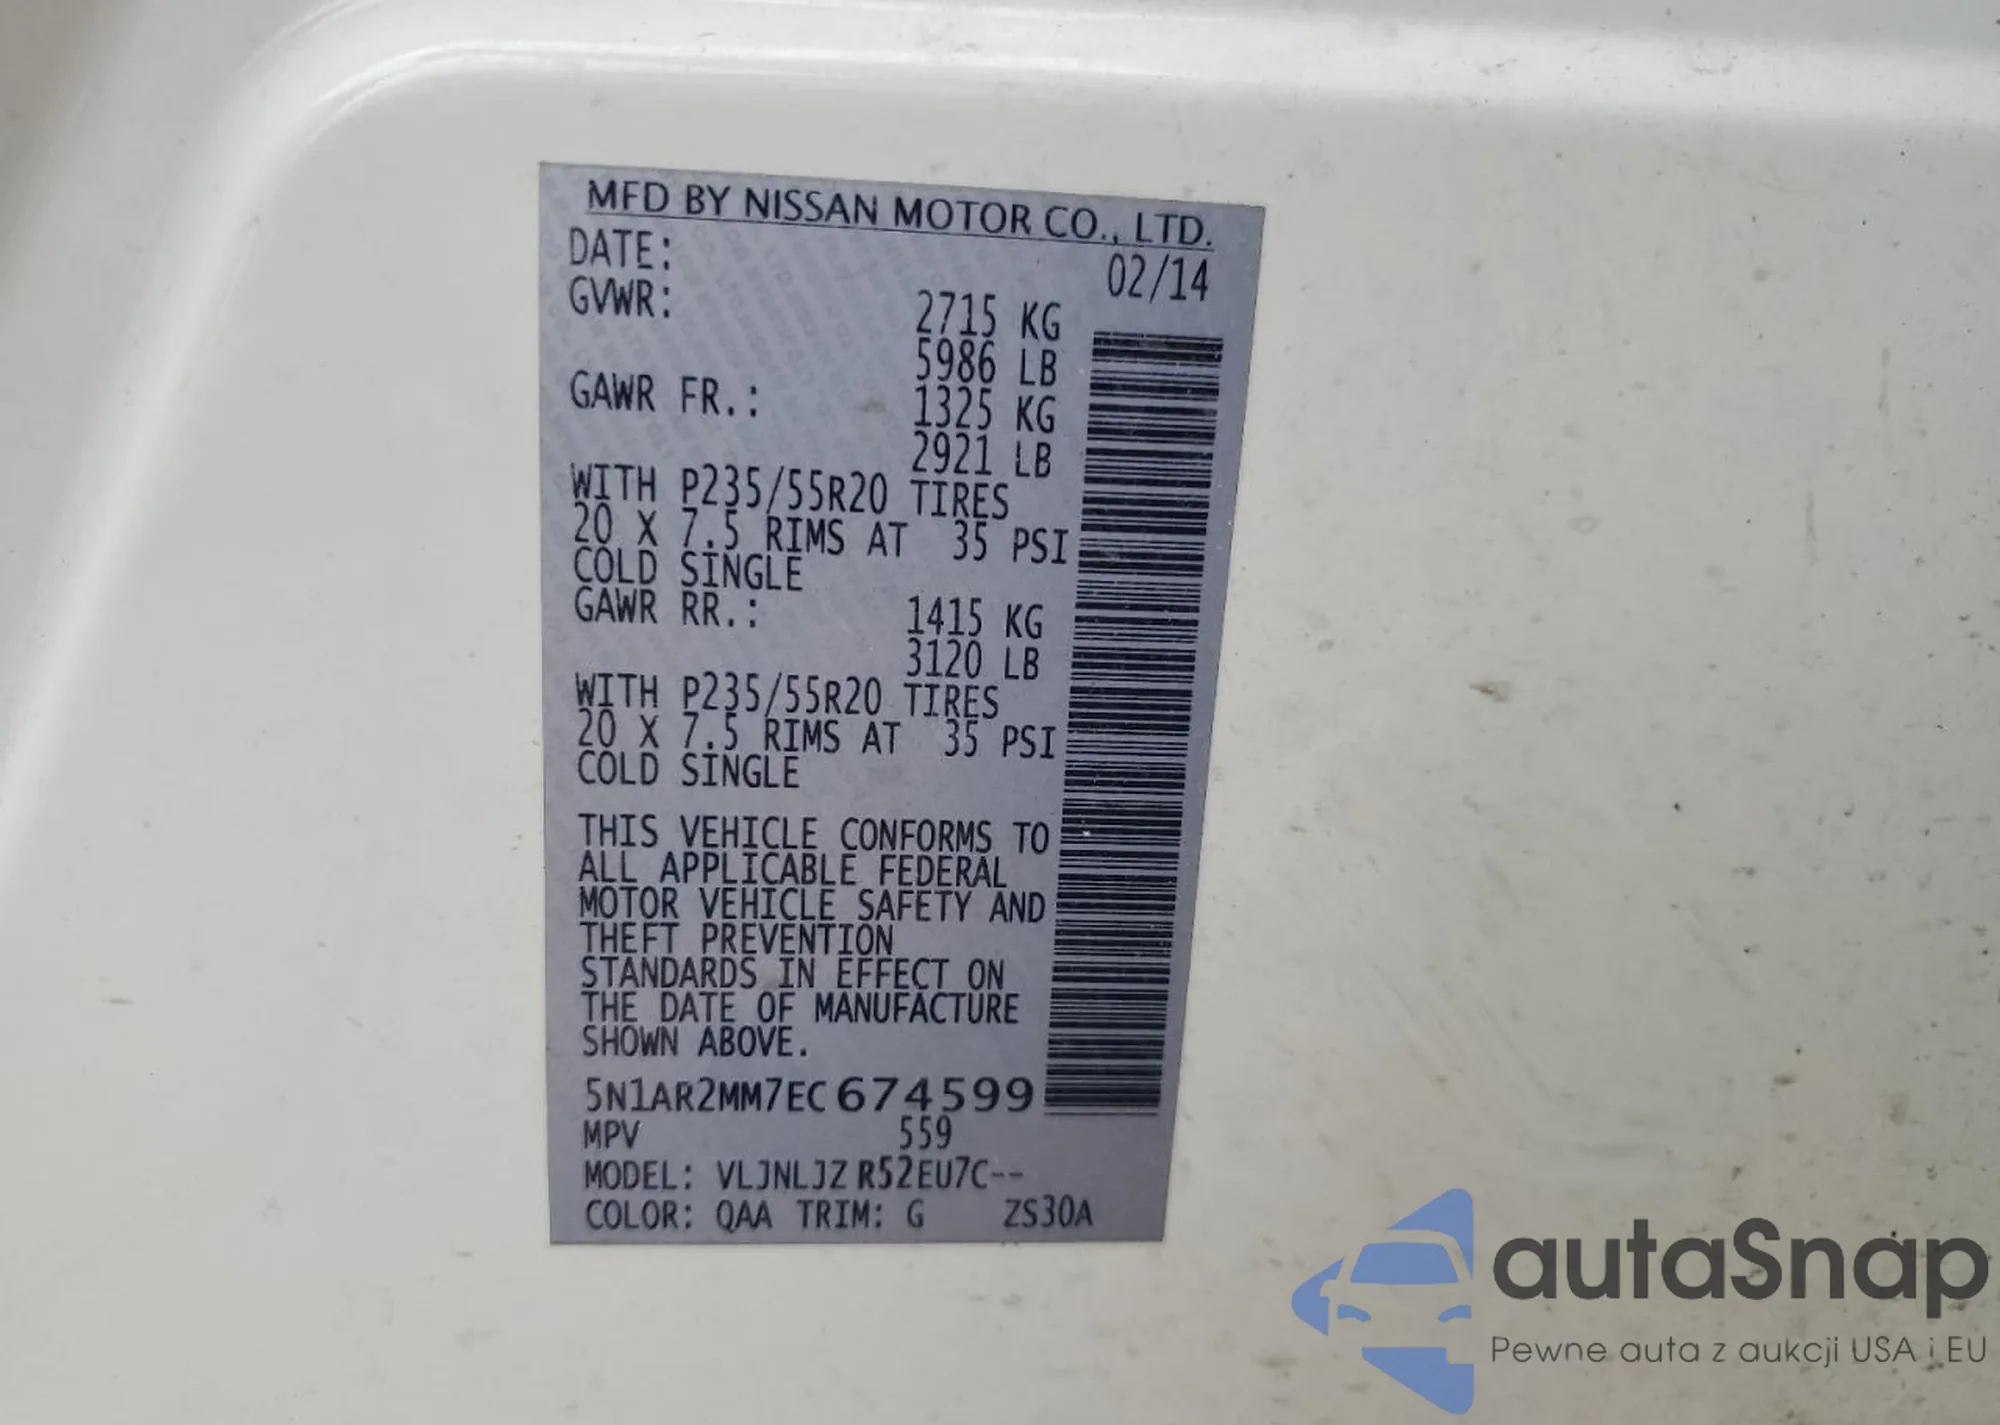 MFD BY NISSAN MOTOR CO., LTD.
DATE: 02/14
GVWR: 2715 KG
5986 LB
GAWR FR.: 1325 KG
2921 LB
WITH P235/55R20 TIRES
20 X 7.5 RIMS AT 35 PSI
COLD SINGLE
GAWR RR.: 1415 KG
3120 LB
WITH P235/55R20 TIRES
20 X 7.5 RIMS AT 35 PSI
COLD SINGLE
THIS VEHICLE CONFORMS TO
ALL APPLICABLE FEDERAL
MOTOR VEHICLE SAFETY AND
THEFT PREVENTION
STANDARDS IN EFFECT ON
THE DATE OF MANUFACTURE
SHOWN ABOVE.
5N1AR2MM7EC674599
MPV 559
MODEL: VLJNLJZ R52EU7C--
COLOR: QAA TRIM: G ZS30A
autaSnap
Pewne auta z aukcji USA i EU